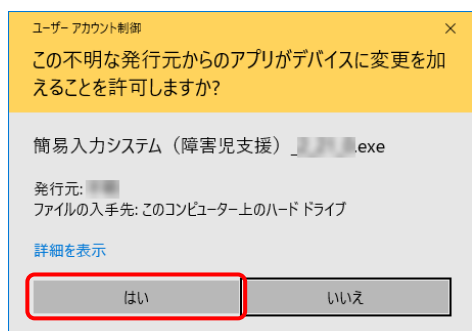 ユーザー アカウント制御
この不明な発行元からのアプリがデバイスに変更を加
えることを許可しますか?
簡易入力システム（障害児支援）_ .exe
発行元:
ファイルの入手先: このコンピューター上のハード ドライブ
詳細を表示
はい
いいえ